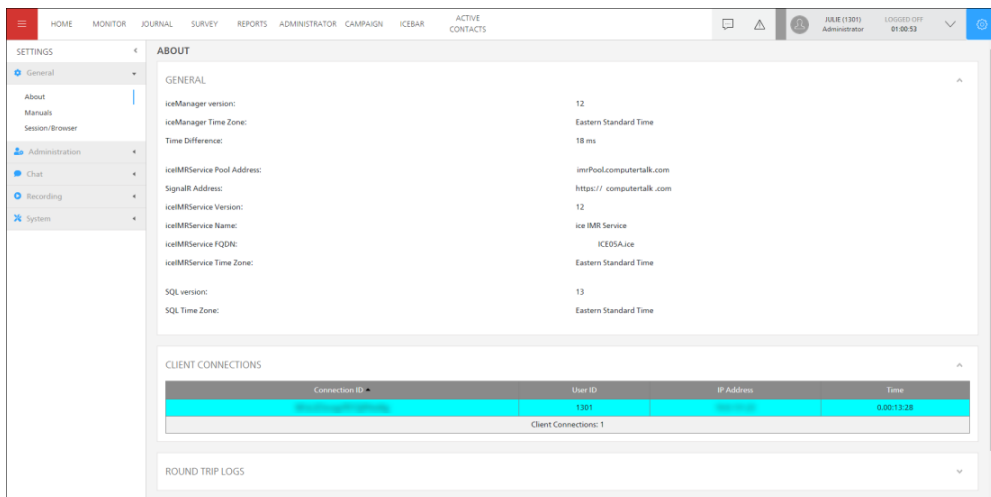 HOME MONITOR JOURNAL SURVEY REPORTS ADMINISTRATOR CAMPAIGN ICEBAR ACTIVE CONTACTS
JULIE (1301) LOGGED OFF
Administrator 01:00:53
SETTINGS
General
About
Manuals
Session/Browser
Administration
Chat
Recording
System
ABOUT
GENERAL
iceManager version: 12
iceManager Time Zone: Eastern Standard Time
Time Difference: 18 ms
iceIMRService Pool Address: imrPool.computertalk.com
SignalR Address: https:// computertalk .com
iceIMRService Version: 12
iceIMRService Name: ice IMR Service
iceIMRService FQDN: ICE05A.ice
iceIMRService Time Zone: Eastern Standard Time
SQL version: 13
SQL Time Zone: Eastern Standard Time
CLIENT CONNECTIONS
Connection ID User ID IP Address Time
1301 0.00:13:28
Client Connections: 1
ROUND TRIP LOGS